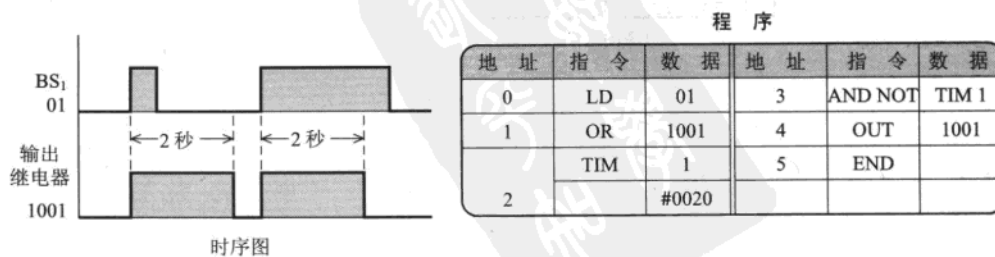 BS₁
01
2秒
2秒
输出
继电器
1001
时序图
程 序
地 址 指 令 数 据 地 址 指 令 数 据
0 LD 01 3 AND NOT TIM 1
1 OR 1001 4 OUT 1001
TIM 1 5 END
2 #0020